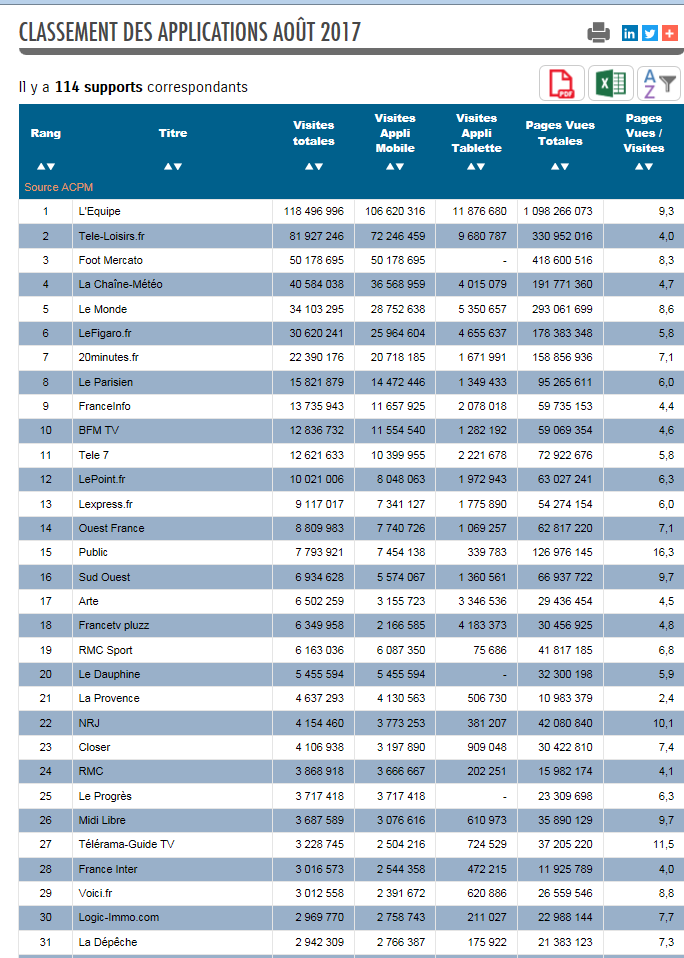 CLASSEMENT DES APPLICATIONS AOÛT 2017
in
Il y a 114 supports correspondants
PDF
X
A
Z
Rang Titre Visites totales Visites Appli Mobile Visites Appli Tablette Pages Vues Totales Pages Vues / Visites
Source ACPM
1 L'Equipe 118 496 996 106 620 316 11 876 680 1 098 266 073 9,3
2 Tele-Loisirs.fr 81 927 246 72 246 459 9 680 787 330 952 016 4,0
3 Foot Mercato 50 178 695 50 178 695 - 418 600 516 8,3
4 La Chaîne-Météo 40 584 038 36 568 959 4 015 079 191 771 360 4,7
5 Le Monde 34 103 295 28 752 638 5 350 657 293 061 699 8,6
6 LeFigaro.fr 30 620 241 25 964 604 4 655 637 178 383 348 5,8
7 20minutes.fr 22 390 176 20 718 185 1 671 991 158 856 936 7,1
8 Le Parisien 15 821 879 14 472 446 1 349 433 95 265 611 6,0
9 FranceInfo 13 735 943 11 657 925 2 078 018 59 735 153 4,4
10 BFM TV 12 836 732 11 554 540 1 282 192 59 069 354 4,6
11 Tele 7 12 621 633 10 399 955 2 221 678 72 922 676 5,8
12 LePoint.fr 10 021 006 8 048 063 1 972 943 63 027 241 6,3
13 Lexpress.fr 9 117 017 7 341 127 1 775 890 54 274 154 6,0
14 Ouest France 8 809 983 7 740 726 1 069 257 62 817 220 7,1
15 Public 7 793 921 7 454 138 339 783 126 976 145 16,3
16 Sud Ouest 6 934 628 5 574 067 1 360 561 66 937 722 9,7
17 Arte 6 502 259 3 155 723 3 346 536 29 436 454 4,5
18 Francetv pluzz 6 349 958 2 166 585 4 183 373 30 456 925 4,8
19 RMC Sport 6 163 036 6 087 350 75 686 41 817 185 6,8
20 Le Dauphine 5 455 594 5 455 594 - 32 300 198 5,9
21 La Provence 4 637 293 4 130 563 506 730 10 983 379 2,4
22 NRJ 4 154 460 3 773 253 381 207 42 080 840 10,1
23 Closer 4 106 938 3 197 890 909 048 30 422 810 7,4
24 RMC 3 868 918 3 666 667 202 251 15 982 174 4,1
25 Le Progrès 3 717 418 3 717 418 - 23 309 698 6,3
26 Midi Libre 3 687 589 3 076 616 610 973 35 890 129 9,7
27 Télérama-Guide TV 3 228 745 2 504 216 724 529 37 205 220 11,5
28 France Inter 3 016 573 2 544 358 472 215 11 925 789 4,0
29 Voici.fr 3 012 558 2 391 672 620 886 26 559 546 8,8
30 Logic-Immo.com 2 969 770 2 758 743 211 027 22 988 144 7,7
31 La Dépêche 2 942 309 2 766 387 175 922 21 383 123 7,3